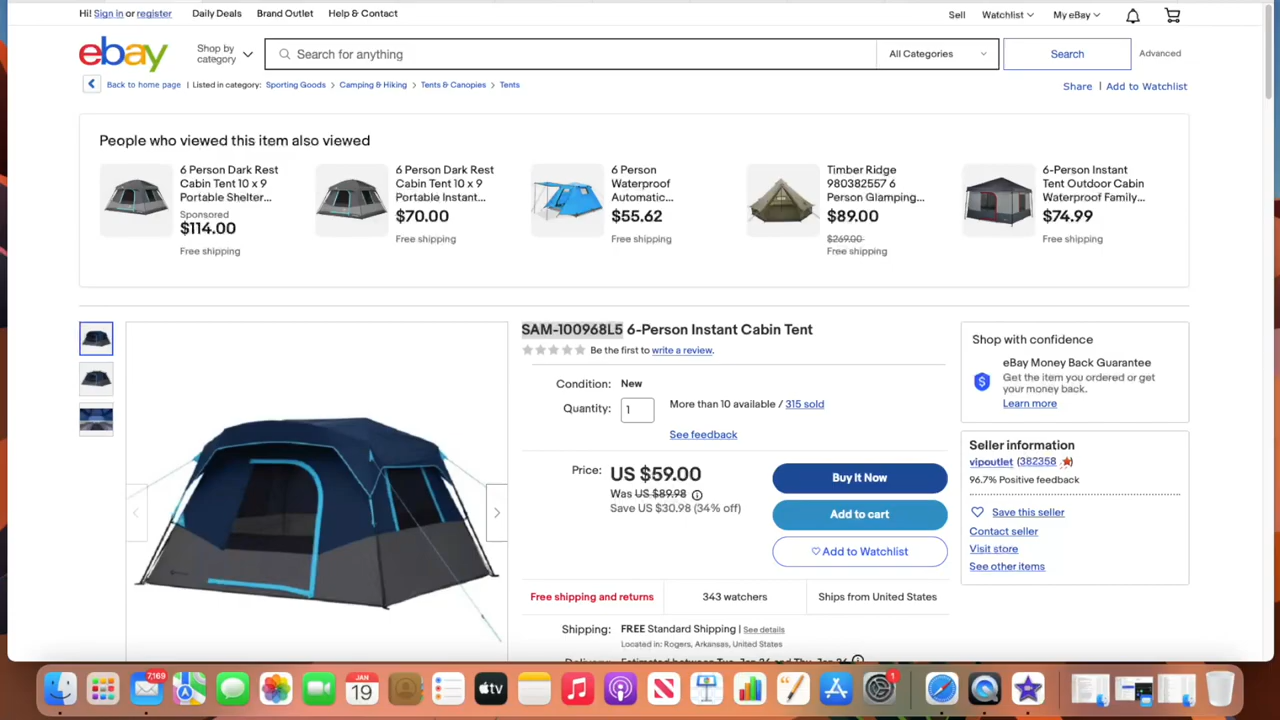 Hi! Sign in or register Daily Deals Brand Outlet Help & Contact Sell Watchlist My eBay
ebay Shop by category Search for anything All Categories Search Advanced
Back to home page | Listed in category: Sporting Goods > Camping & Hiking > Tents & Canopies > Tents Share | Add to Watchlist
People who viewed this item also viewed
6 Person Dark Rest
Cabin Tent 10 x 9
Portable Shelter...
Sponsored
$114.00
Free shipping
6 Person Dark Rest
Cabin Tent 10 x 9
Portable Instant...
$70.00
Free shipping
6 Person
Waterproof
Automatic...
$55.62
Free shipping
Timber Ridge
980382557 6
Person Glamping...
$89.00
$269.00
Free shipping
6-Person Instant
Tent Outdoor Cabin
Waterproof Family...
$74.99
Free shipping
SAM-100968L5 6-Person Instant Cabin Tent
Be the first to write a review.
Condition: New
Quantity: 1 More than 10 available / 315 sold
See feedback
Price: US $59.00
Was US $89.98
Save US $30.98 (34% off)
Buy It Now
Add to cart
Add to Watchlist
Free shipping and returns 343 watchers Ships from United States
Shipping: FREE Standard Shipping | See details
Located in: Rogers, Arkansas, United States
Shop with confidence
eBay Money Back Guarantee
Get the item you ordered or get
your money back.
Learn more
Seller information
vipoutlet (382358)
96.7% Positive feedback
Save this seller
Contact seller
Visit store
See other items
7,169
JAN
19
tv
1